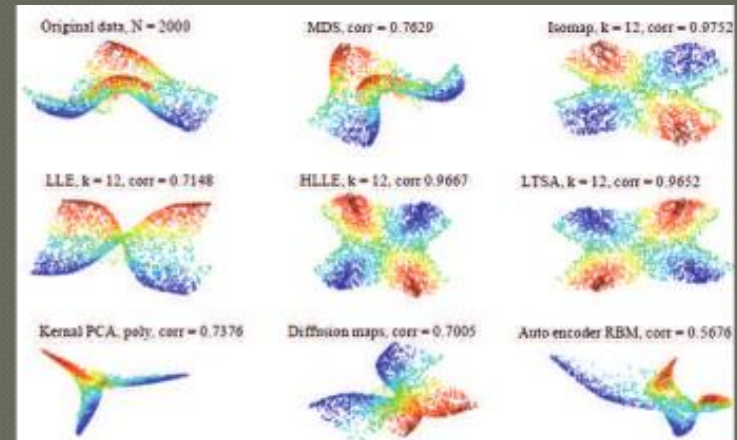 Original data, N = 2000
MDS, corr = 0.7629
Isomap, k = 12, corr = 0.9752
LLE, k = 12, corr = 0.7148
HLLE, k = 12, corr 0.9667
LTSA, k = 12, corr = 0.9652
Kernal PCA, poly, corr = 0.7376
Diffusion maps, corr = 0.7005
Auto encoder RBM, corr = 0.5676